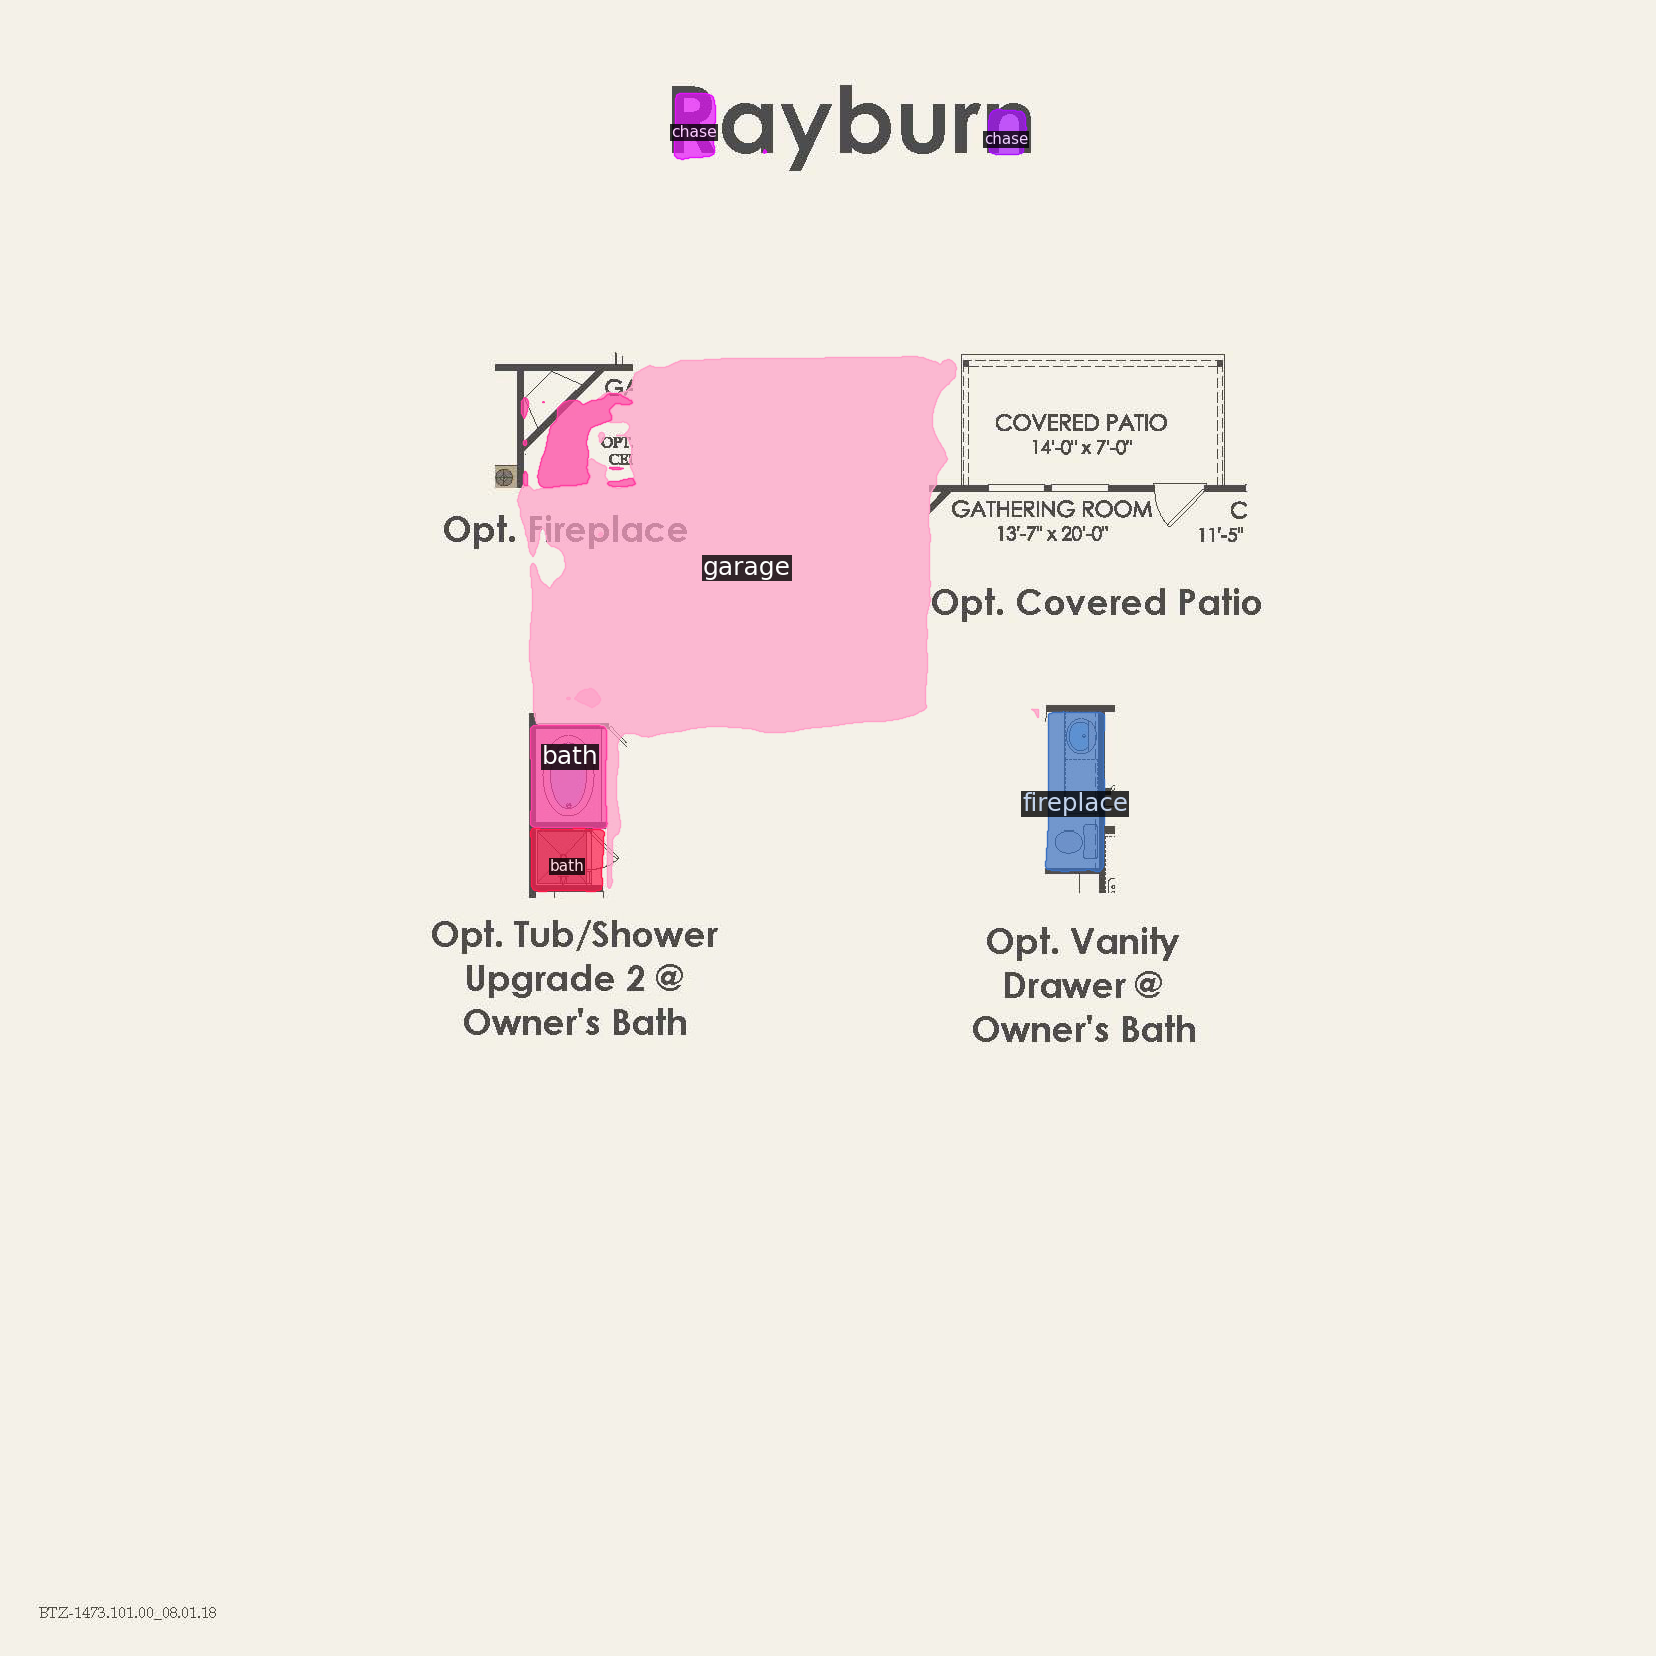 Rayburn
chase
chase
GA
OPT
CE
Opt. Fireplace
COVERED PATIO
14'-0" x 7'-0"
GATHERING ROOM
13'-7" x 20'-0"
C
11'-5"
garage
Opt. Covered Patio
bath
bath
fireplace
Opt. Tub/Shower
Upgrade 2 @
Owner's Bath
Opt. Vanity
Drawer @
Owner's Bath
BTZ-1473.101.00_08.01.18